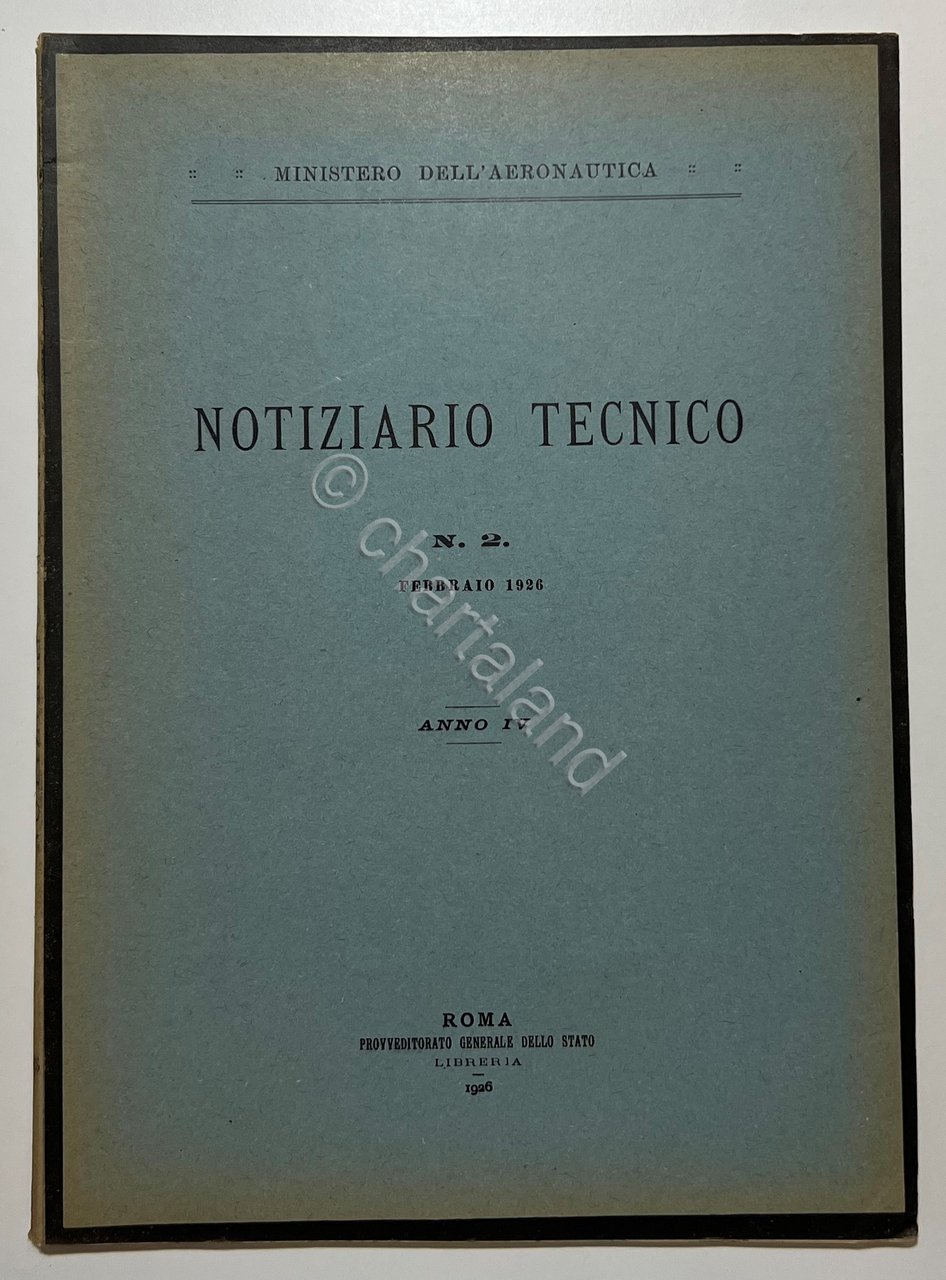 :: :: MINISTERO DELL'AERONAUTICA :: ::
NOTIZIARIO TECNICO
N. 2.
FEBBRAIO 1926
ANNO IV
ROMA
PROVVEDITORATO GENERALE DELLO STATO
LIBRERIA
1926
© chartaland